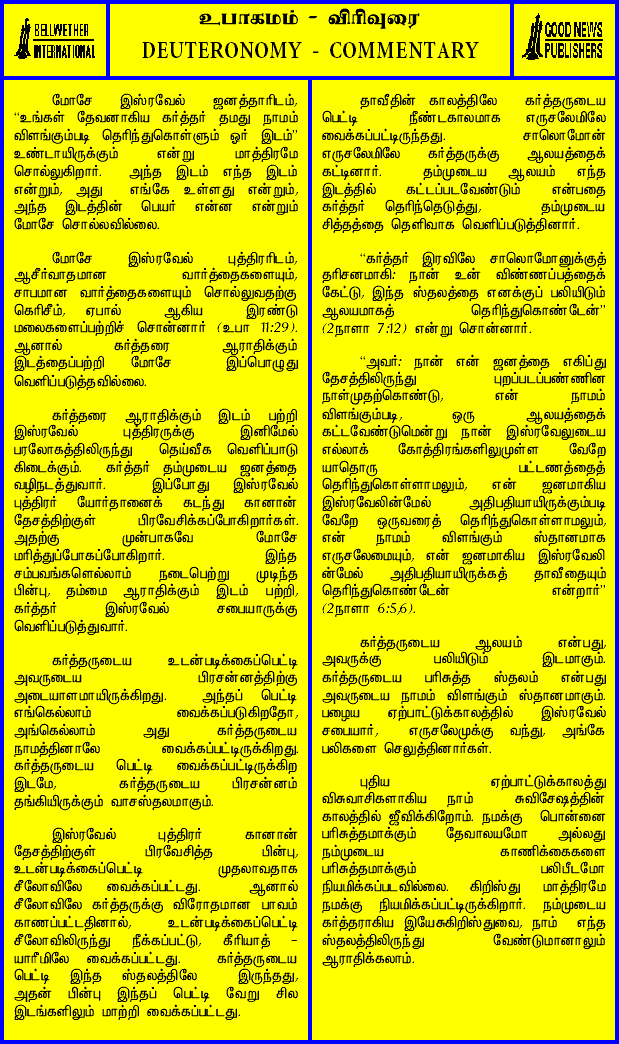 BELLWETHER
INTERNATIONAL
உபாகமம் - விரிவுரை
DEUTERONOMY - COMMENTARY
GOOD NEWS
PUBLISHERS
மோசே இஸ்ரவேல் ஜனத்தாரிடம்,
“உங்கள் தேவனாகிய கர்த்தர் தமது நாமம்
விளங்கும்படி தெரிந்துகொள்ளும் ஓர் இடம்”
உண்டாயிருக்கும் என்று மாத்திரமே
சொல்லுகிறார். அந்த இடம் எந்த இடம்
என்றும், அது எங்கே உள்ளது என்றும்,
அந்த இடத்தின் பெயர் என்ன என்றும்
மோசே சொல்லவில்லை.
மோசே இஸ்ரவேல் புத்திரரிடம்,
ஆசீர்வாதமான வார்த்தைகளையும்,
சாபமான வார்த்தைகளையும் சொல்லுவதற்கு
கெரிசீம், ஏபால் ஆகிய இரண்டு
மலைகளைப்பற்றிச் சொன்னார் (உபா 11:29).
ஆனால் கர்த்தரை ஆராதிக்கும்
இடத்தைப்பற்றி மோசே இப்பொழுது
வெளிப்படுத்தவில்லை.
கர்த்தரை ஆராதிக்கும் இடம் பற்றி
இஸ்ரவேல் புத்திரருக்கு இனிமேல்
பரலோகத்திலிருந்து தெய்வீக வெளிப்பாடு
கிடைக்கும். கர்த்தர் தம்முடைய ஜனத்தை
வழிநடத்துவார். இப்போது இஸ்ரவேல்
புத்திரர் யோர்தானைக் கடந்து கானான்
தேசத்திற்குள் பிரவேசிக்கப்போகிறார்கள்.
அதற்கு முன்பாகவே மோசே
மரித்துப்போகப்போகிறார். இந்த
சம்பவங்களெல்லாம் நடைபெற்று முடிந்த
பின்பு, தம்மை ஆராதிக்கும் இடம் பற்றி,
கர்த்தர் இஸ்ரவேல் சபையாருக்கு
வெளிப்படுத்துவார்.
கர்த்தருடைய உடன்படிக்கைப்பெட்டி
அவருடைய பிரசன்னத்திற்கு
அடையாளமாயிருக்கிறது. அந்தப் பெட்டி
எங்கெல்லாம் வைக்கப்படுகிறதோ,
அங்கெல்லாம் அது கர்த்தருடைய
நாமத்தினாலே வைக்கப்பட்டிருக்கிறது.
கர்த்தருடைய பெட்டி வைக்கப்பட்டிருக்கிற
இடமே, கர்த்தருடைய பிரசன்னம்
தங்கியிருக்கும் வாசஸ்தலமாகும்.
இஸ்ரவேல் புத்திரர் கானான்
தேசத்திற்குள் பிரவேசித்த பின்பு,
உடன்படிக்கைப்பெட்டி முதலாவதாக
சீலோவிலே வைக்கப்பட்டது. ஆனால்
சீலோவிலே கர்த்தருக்கு விரோதமான பாவம்
காணப்பட்டதினால், உடன்படிக்கைப்பெட்டி
சீலோவிலிருந்து நீக்கப்பட்டு, கீரியாத் -
யாரீமிலே வைக்கப்பட்டது. கர்த்தருடைய
பெட்டி இந்த ஸ்தலத்திலே இருந்தது,
அதன் பின்பு இந்தப் பெட்டி வேறு சில
இடங்களிலும் மாற்றி வைக்கப்பட்டது.
தாவீதின் காலத்திலே கர்த்தருடைய
பெட்டி நீண்டகாலமாக எருசலேமிலே
வைக்கப்பட்டிருந்தது. சாலொமோன்
எருசலேமிலே கர்த்தருக்கு ஆலயத்தைக்
கட்டினார். தம்முடைய ஆலயம் எந்த
இடத்தில் கட்டப்படவேண்டும் என்பதை
கர்த்தர் தெரிந்தெடுத்து, தம்முடைய
சித்தத்தை தெளிவாக வெளிப்படுத்தினார்.
“கர்த்தர் இரவிலே சாலொமோனுக்குத்
தரிசனமாகி: நான் உன் விண்ணப்பத்தைக்
கேட்டு, இந்த ஸ்தலத்தை எனக்குப் பலியிடும்
ஆலயமாகத் தெரிந்துகொண்டேன்”
(2நாளா 7:12) என்று சொன்னார்.
“அவர்: நான் என் ஜனத்தை எகிப்து
தேசத்திலிருந்து புறப்படப்பண்ணின
நாள்முதற்கொண்டு, என் நாமம்
விளங்கும்படி, ஒரு ஆலயத்தைக்
கட்டவேண்டுமென்று நான் இஸ்ரவேலுடைய
எல்லாக் கோத்திரங்களிலுமுள்ள வேறே
யாதொரு பட்டணத்தைத்
தெரிந்துகொள்ளாமலும், என் ஜனமாகிய
இஸ்ரவேலின்மேல் அதிபதியாயிருக்கும்படி
வேறே ஒருவரைத் தெரிந்துகொள்ளாமலும்,
என் நாமம் விளங்கும் ஸ்தானமாக
எருசலேமையும், என் ஜனமாகிய இஸ்ரவேலி
ன்மேல் அதிபதியாயிருக்கத் தாவீதையும்
தெரிந்துகொண்டேன் என்றார்”
(2நாளா 6:5,6).
கர்த்தருடைய ஆலயம் என்பது,
அவருக்கு பலியிடும் இடமாகும்.
கர்த்தருடைய பரிசுத்த ஸ்தலம் என்பது
அவருடைய நாமம் விளங்கும் ஸ்தானமாகும்.
பழைய ஏற்பாட்டுக்காலத்தில் இஸ்ரவேல்
சபையார், எருசலேமுக்கு வந்து, அங்கே
பலிகளை செலுத்தினார்கள்.
புதிய ஏற்பாட்டுக்காலத்து
விசுவாசிகளாகிய நாம் சுவிசேஷத்தின்
காலத்தில் ஜீவிக்கிறோம். நமக்கு பொன்னை
பரிசுத்தமாக்கும் தேவாலயமோ அல்லது
நம்முடைய காணிக்கைகளை
பரிசுத்தமாக்கும் பலிபீடமோ
நியமிக்கப்படவில்லை. கிறிஸ்து மாத்திரமே
நமக்கு நியமிக்கப்பட்டிருக்கிறார். நம்முடைய
கர்த்தராகிய இயேசுகிறிஸ்துவை, நாம் எந்த
ஸ்தலத்திலிருந்து வேண்டுமானாலும்
ஆராதிக்கலாம்.